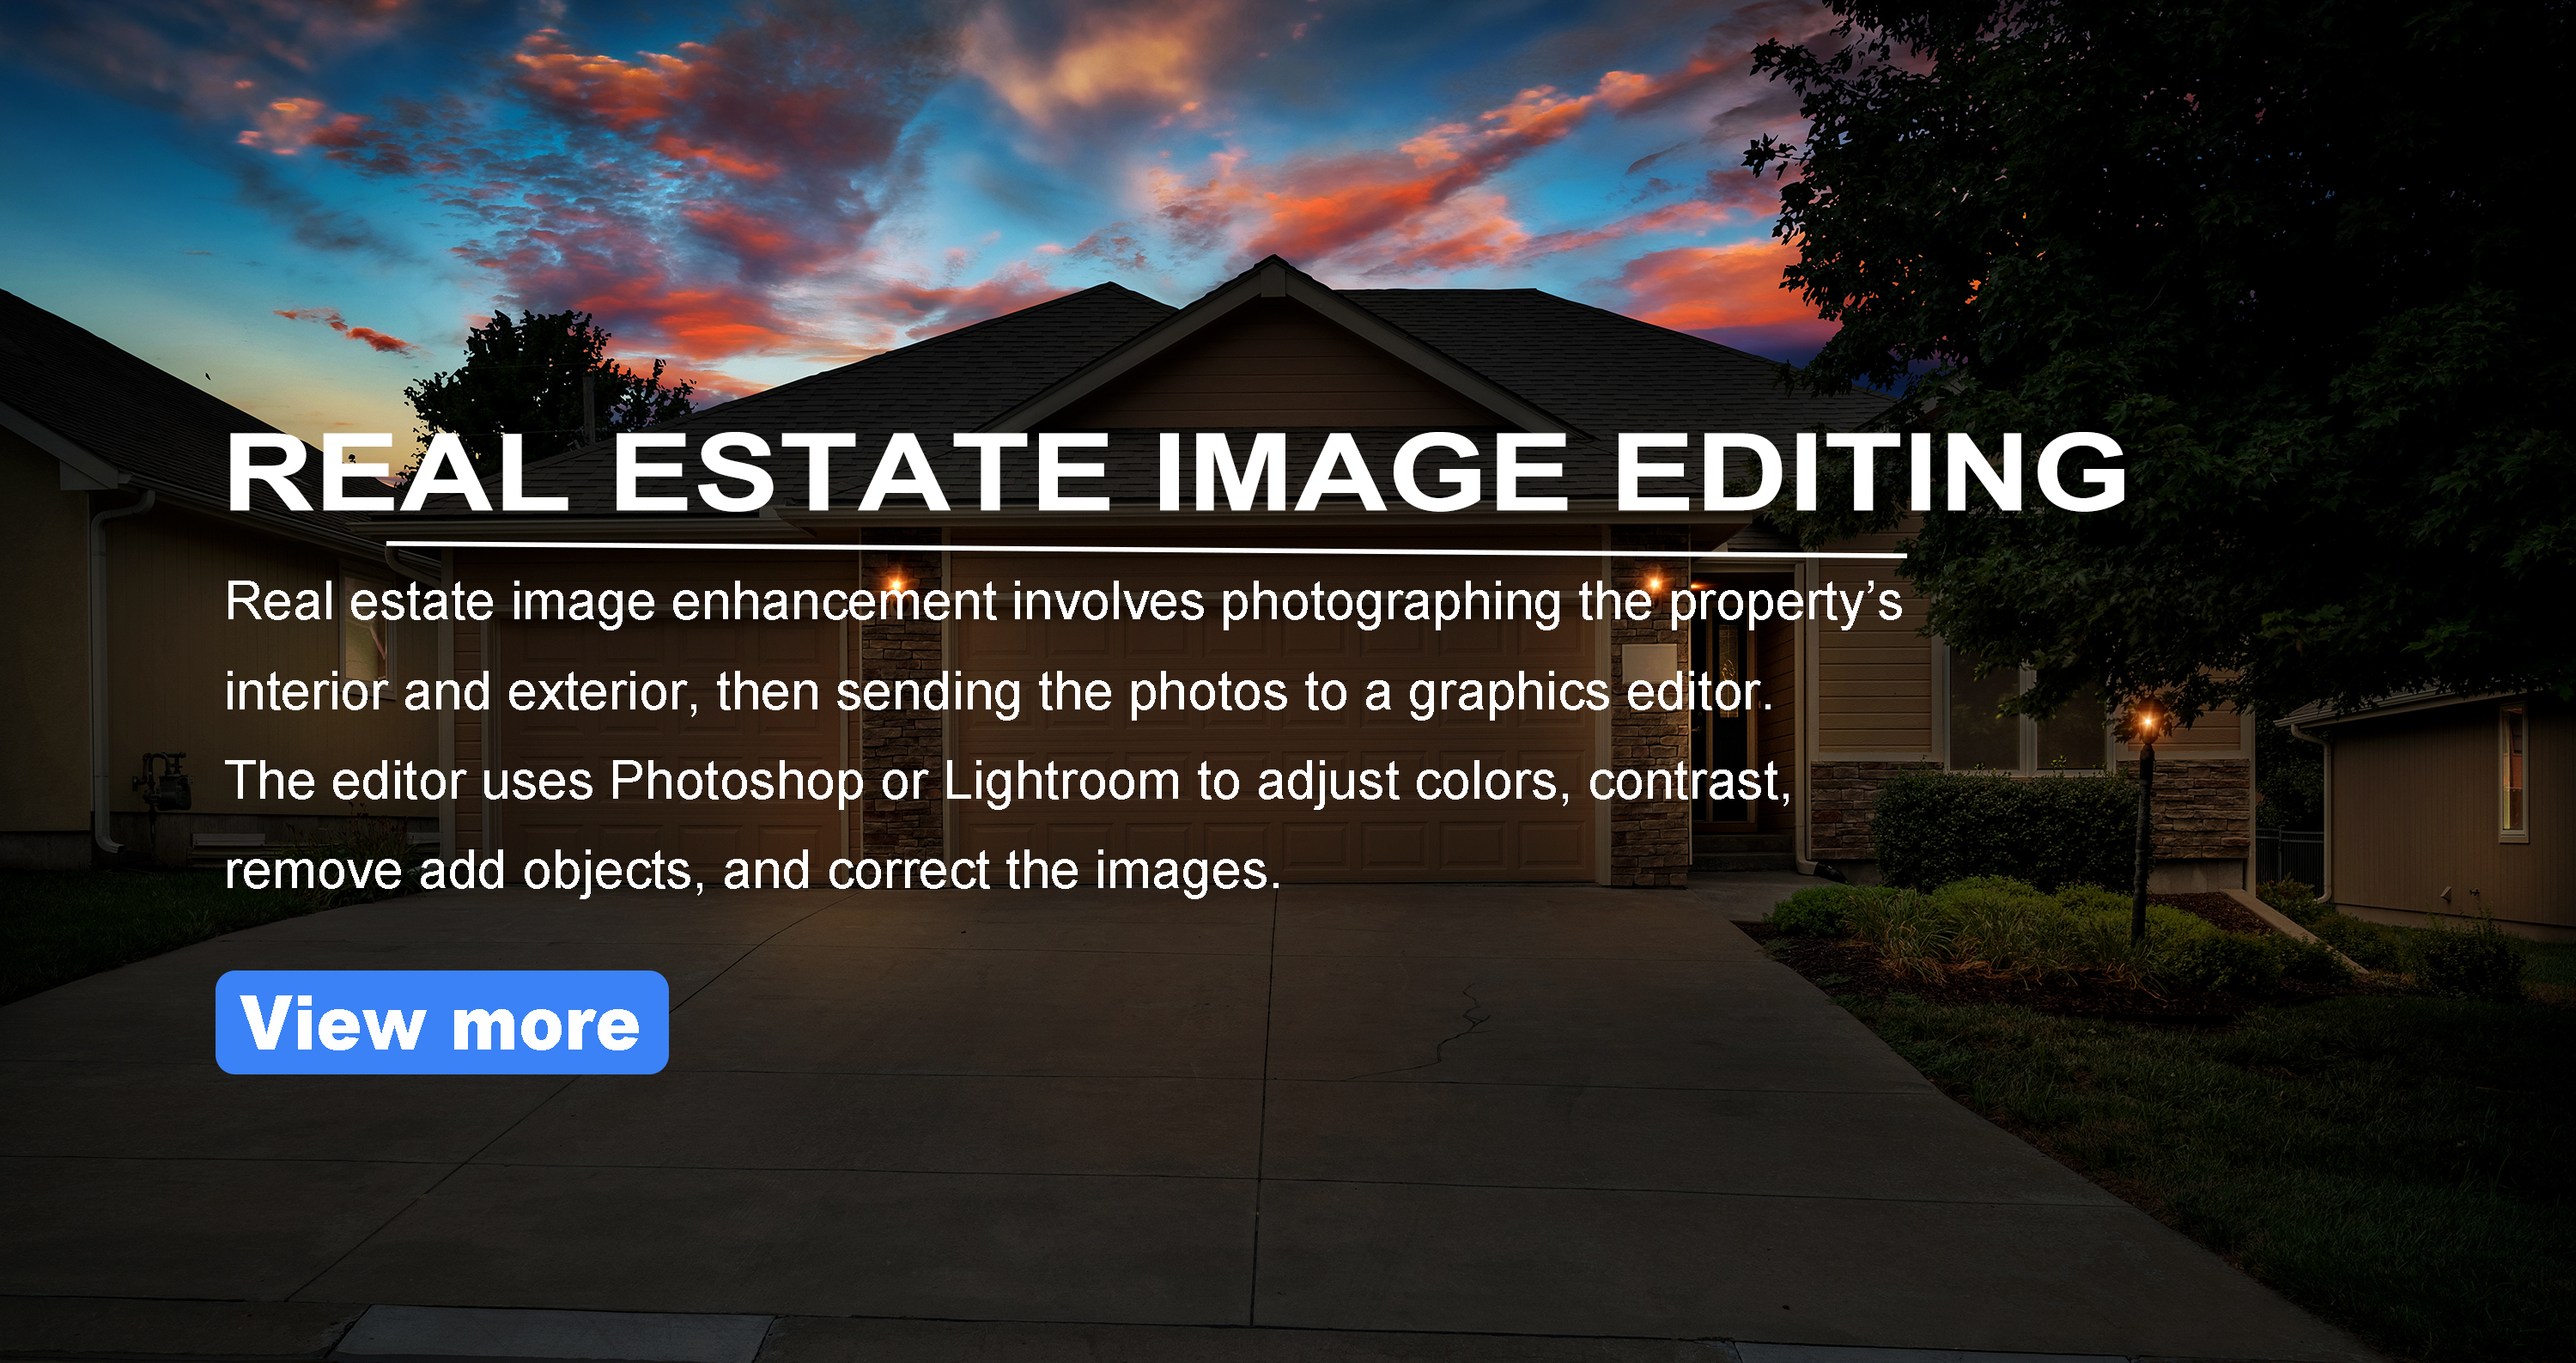 REAL ESTATE IMAGE EDITING
Real estate image enhancement involves photographing the property’s
interior and exterior, then sending the photos to a graphics editor.
The editor uses Photoshop or Lightroom to adjust colors, contrast,
remove add objects, and correct the images.
View more